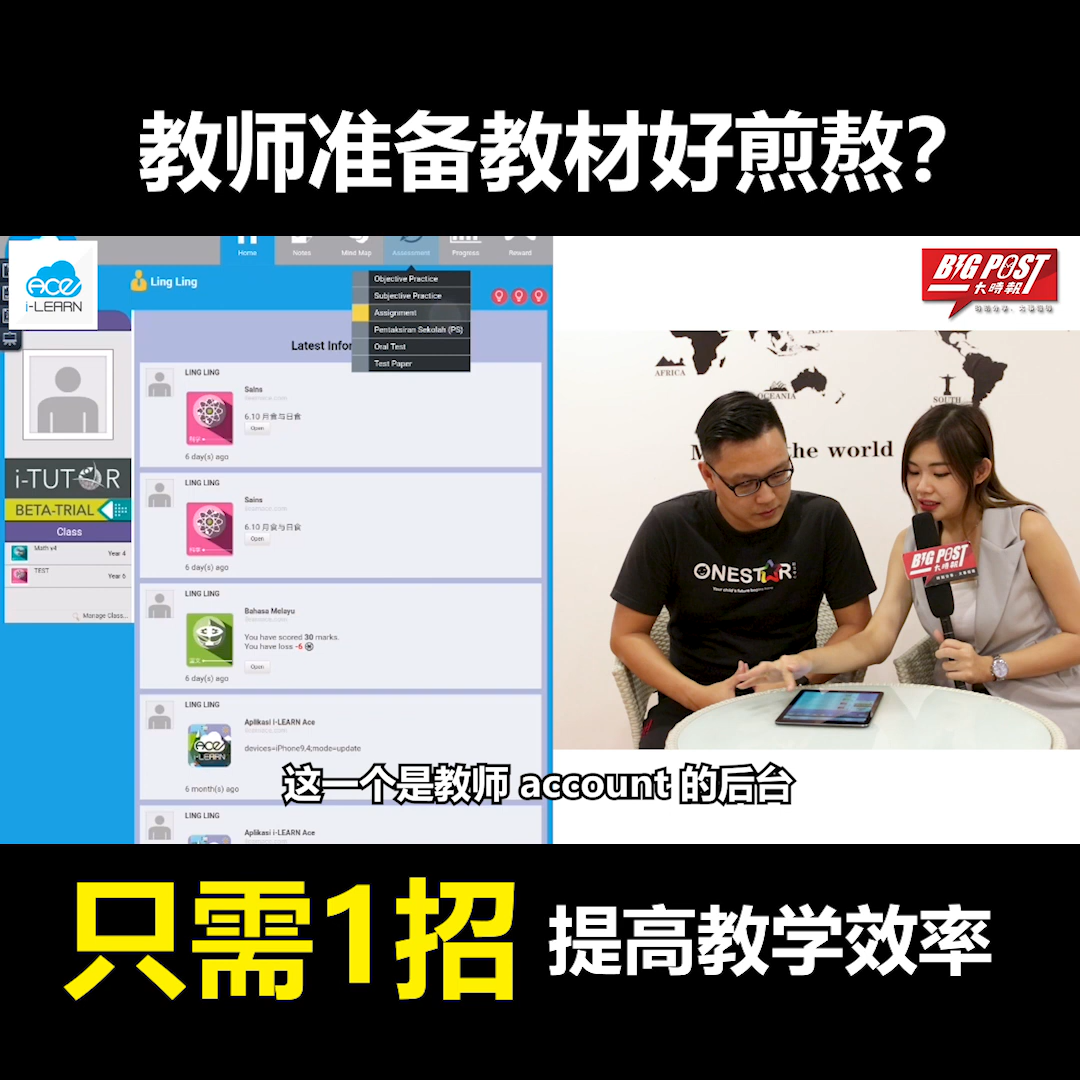 教师准备教材好煎熬?
Home
Notes
Mind Map
Assessment
Progress
Reward
ACE
i-LEARN
Ling Ling
Objective Practice
Subjective Practice
Assignment
Pentaksiran Sekolah (PS)
Oral Test
Test Paper
Latest Infor
LING LING
Sains
6.10 月食与日食
Open
6 day(s) ago
LING LING
Sains
6.10 月食与日食
Open
6 day(s) ago
LING LING
Bahasa Melayu
You have scored 30 marks.
You have loss -6
Open
6 day(s) ago
LING LING
Aplikasi i-LEARN Ace
devices=iPhone9,4;mode=update
6 month(s) ago
LING LING
Aplikasi i-LEARN Ace
i-TUTOR
BETA-TRIAL
Class
Math v4
Year 4
TEST
Year 6
Manage Class...
BIG POST
大時報
AFRICA
OCEANIA
SOUTH
the world
ONESTAR
Your child's future begins here
BIG POST
大時報
这一个是教师 account 的后台
只需1招
提高教学效率